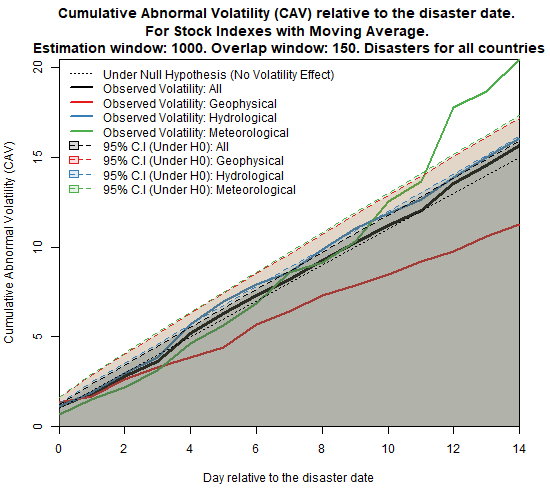 Cumulative Abnormal Volatility (CAV) relative to the disaster date.
For Stock Indexes with Moving Average.
Estimation window: 1000. Overlap window: 150. Disasters for all countries
Under Null Hypothesis (No Volatility Effect)
Observed Volatility: All
Observed Volatility: Geophysical
Observed Volatility: Hydrological
Observed Volatility: Meteorological
95% C.I (Under H0): All
95% C.I (Under H0): Geophysical
95% C.I (Under H0): Hydrological
95% C.I (Under H0): Meteorological
Cumulative Abnormal Volatility (CAV)
20
15
10
5
0
0 2 4 6 8 10 12 14
Day relative to the disaster date